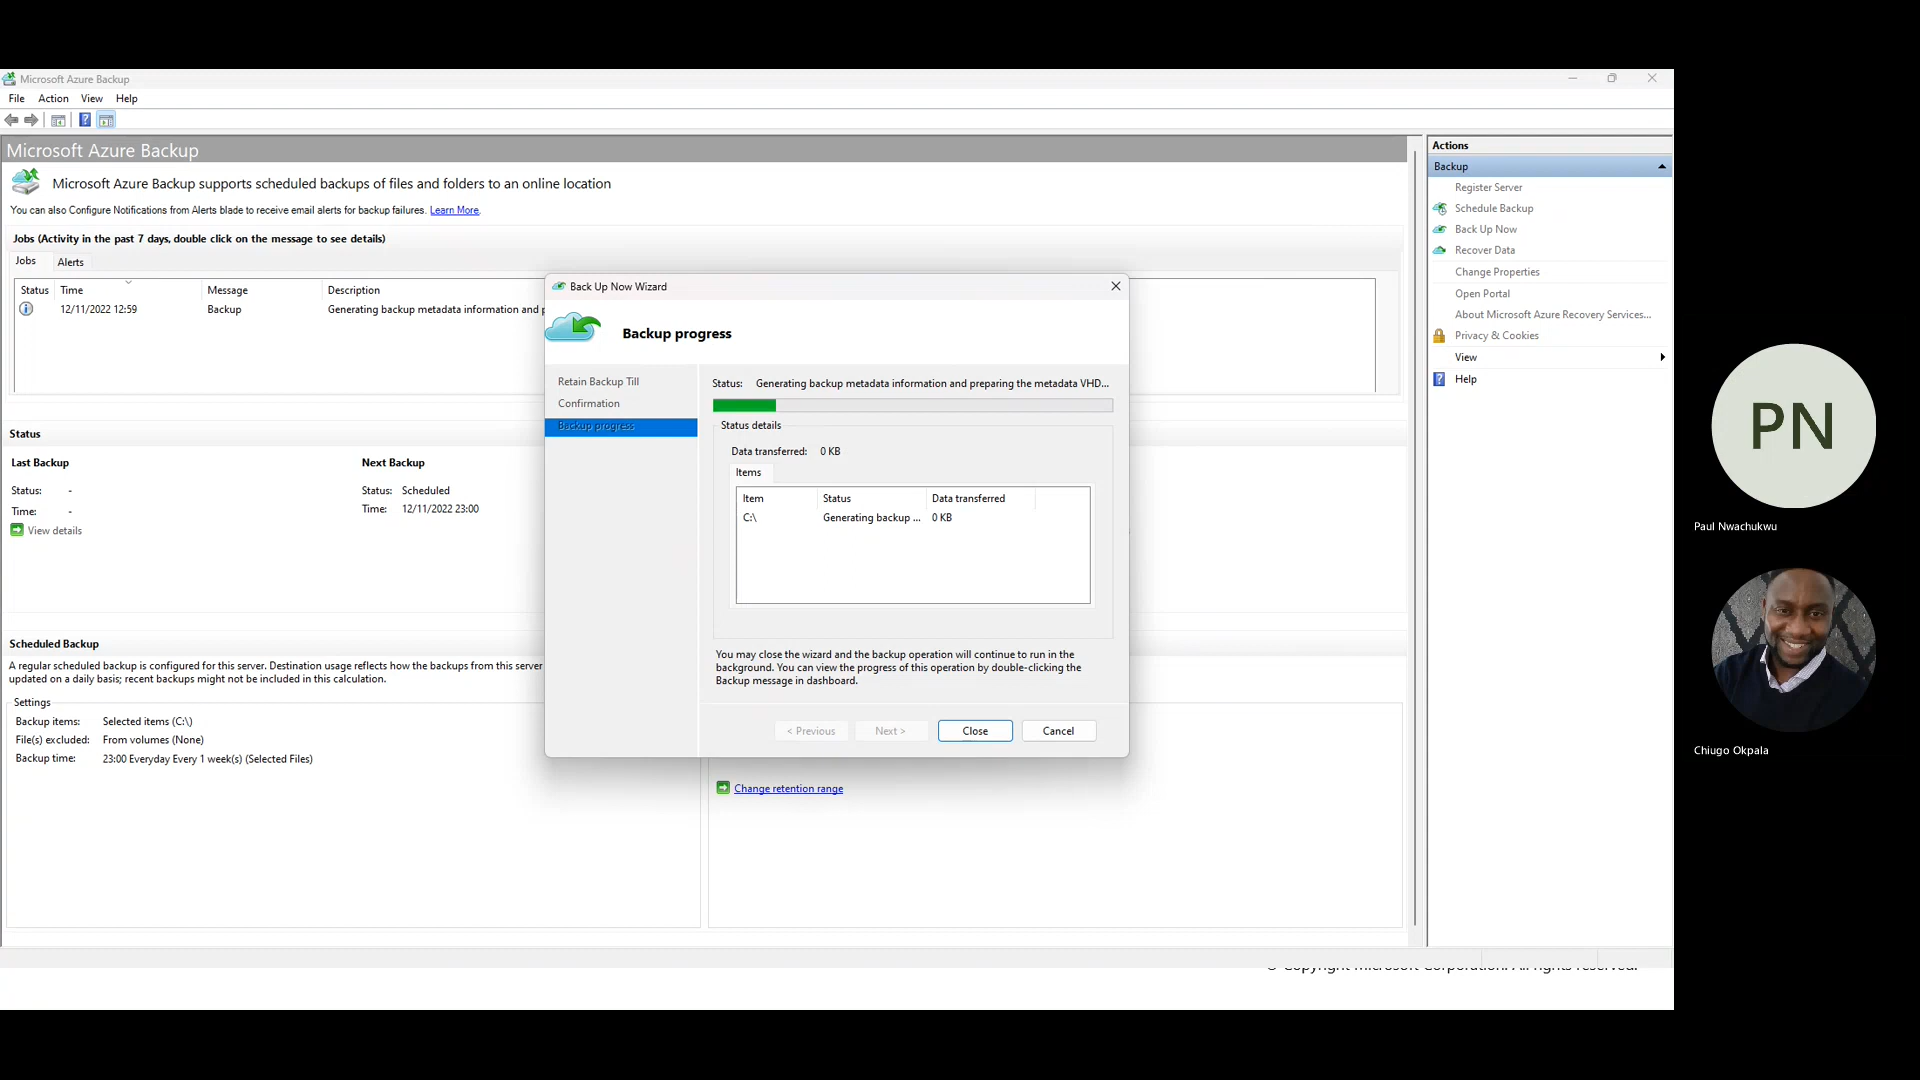 Microsoft Azure Backup
File Action View Help
Microsoft Azure Backup
Microsoft Azure Backup supports scheduled backups of files and folders to an online location
You can also Configure Notifications from Alerts blade to receive email alerts for backup failures. Learn More.
Jobs (Activity in the past 7 days, double click on the message to see details)
Jobs Alerts
Status Time Message Description
12/11/2022 12:59 Backup Generating backup metadata information and p
Status
Last Backup Next Backup
Status: - Status: Scheduled
Time: - Time: 12/11/2022 23:00
View details
Scheduled Backup
A regular scheduled backup is configured for this server. Destination usage reflects how the backups from this server
updated on a daily basis; recent backups might not be included in this calculation.
Settings
Backup items: Selected items (C:\)
File(s) excluded: From volumes (None)
Backup time: 23:00 Everyday Every 1 week(s) (Selected Files)
Change retention range
Back Up Now Wizard
Backup progress
Retain Backup Till
Confirmation
Backup progress
Status: Generating backup metadata information and preparing the metadata VHD...
Status details
Data transferred: 0 KB
Items
Item Status Data transferred
C:\ Generating backup ... 0 KB
You may close the wizard and the backup operation will continue to run in the
background. You can view the progress of this operation by double-clicking the
Backup message in dashboard.
< Previous Next > Close Cancel
Actions
Backup
Register Server
Schedule Backup
Back Up Now
Recover Data
Change Properties
Open Portal
About Microsoft Azure Recovery Services...
Privacy & Cookies
View
Help
© Copyright Microsoft Corporation. All rights reserved.
PN
Paul Nwachukwu
Chiugo Okpala